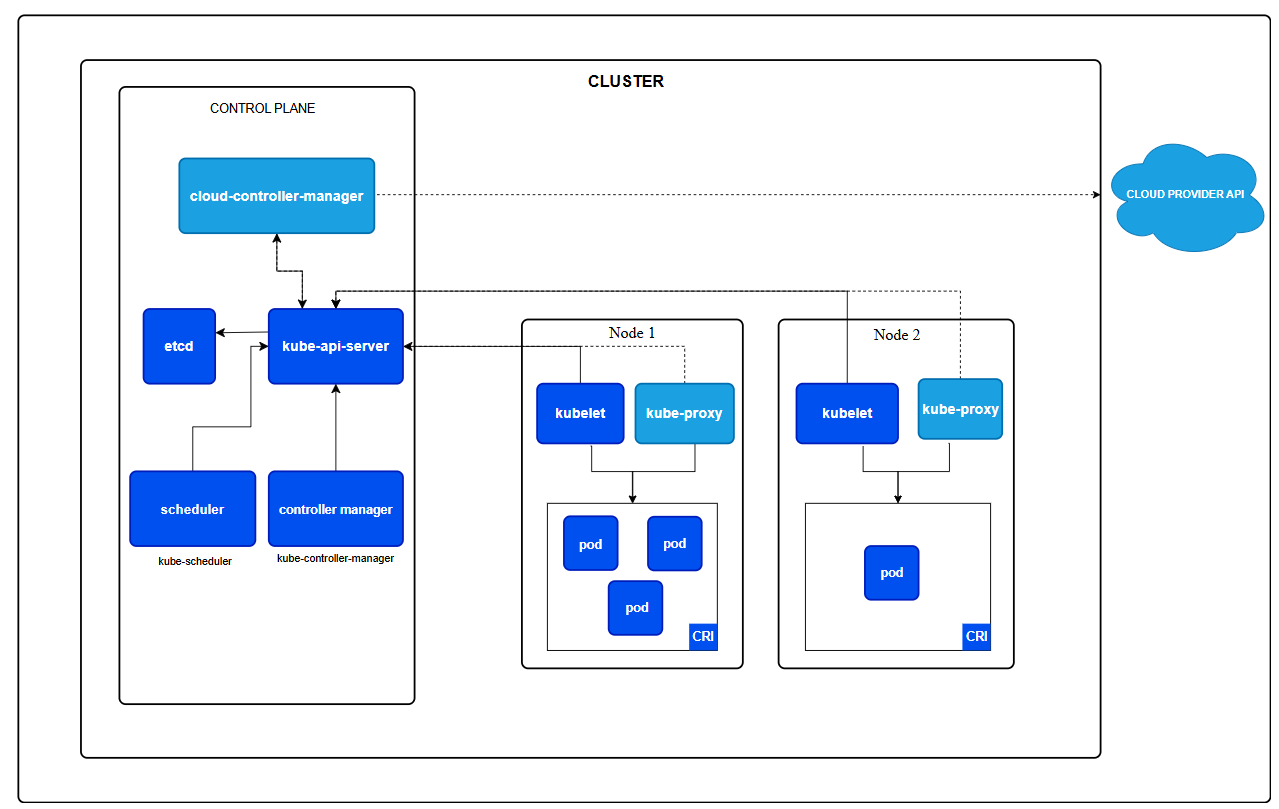 CLUSTER
CONTROL PLANE
cloud-controller-manager
CLOUD PROVIDER API
etcd
kube-api-server
scheduler
kube-scheduler
controller manager
kube-controller-manager
Node 1
kubelet
kube-proxy
pod
pod
pod
CRI
Node 2
kubelet
kube-proxy
pod
CRI